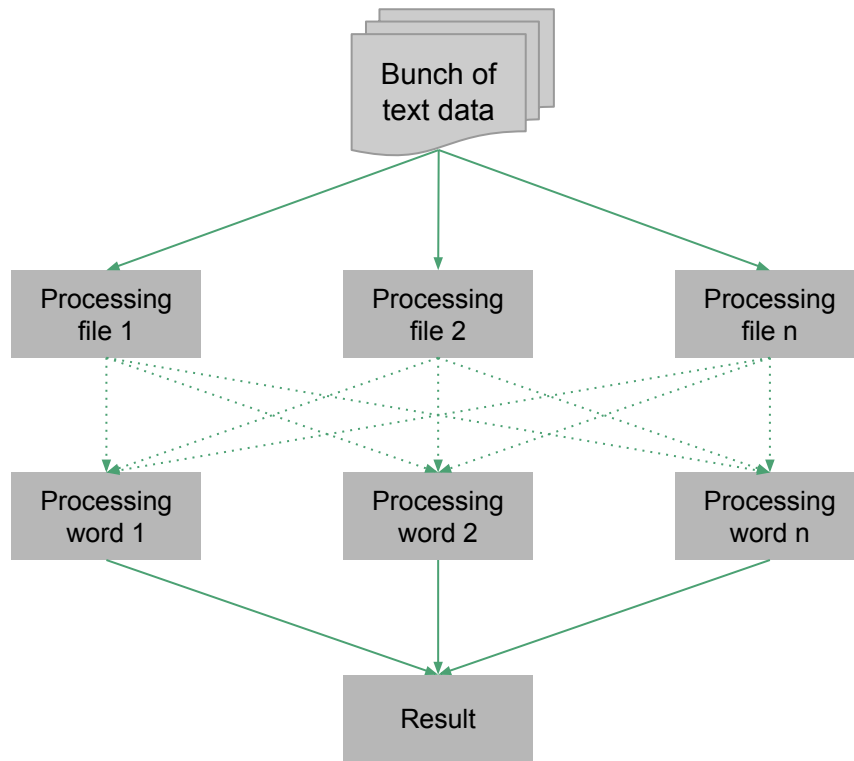 Bunch of
text data
Processing
file 1
Processing
file 2
Processing
file n
Processing
word 1
Processing
word 2
Processing
word n
Result